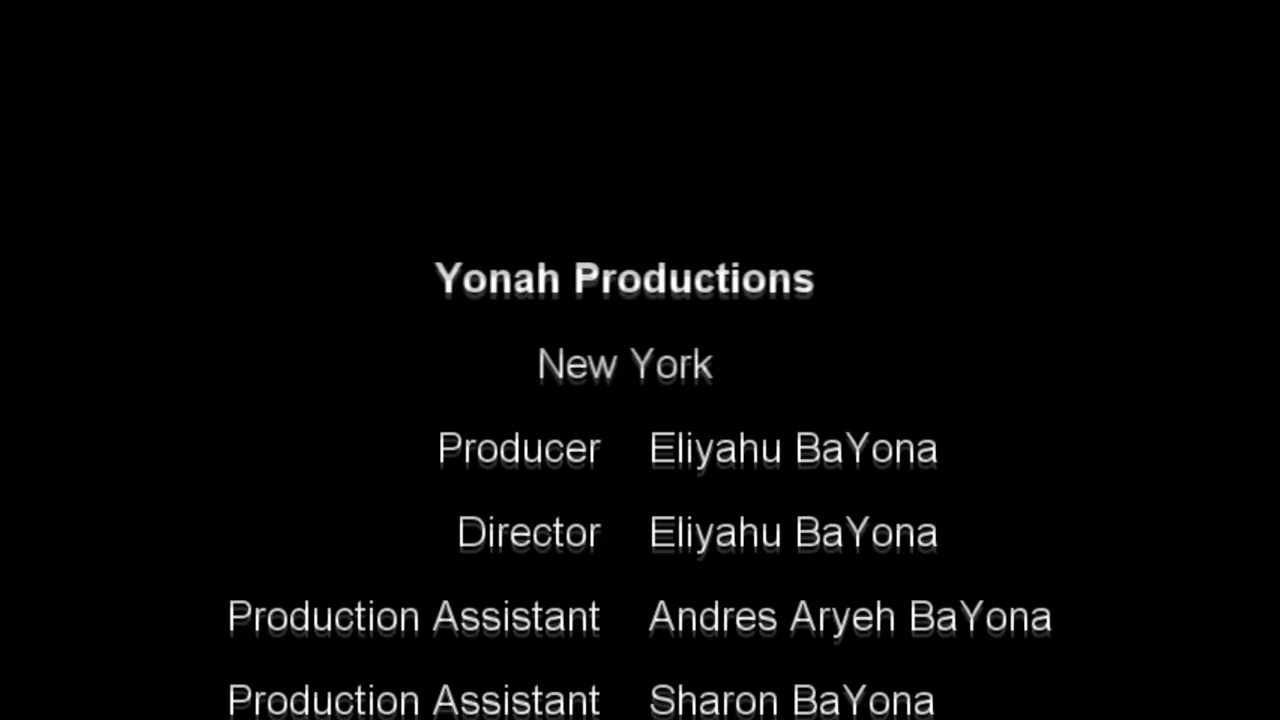 Yonah Productions
New York
Producer Eliyahu BaYona
Director Eliyahu BaYona
Production Assistant Andres Aryeh BaYona
Production Assistant Sharon BaYona